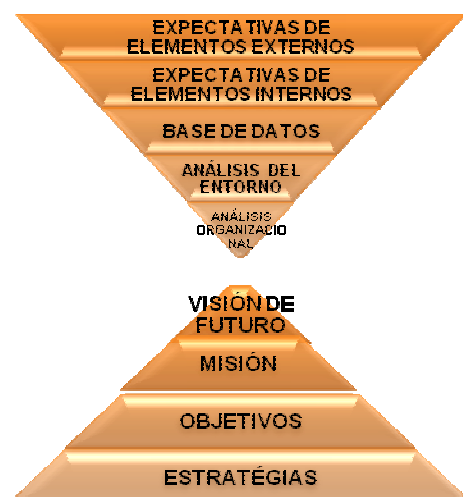 EXPECTATIVAS DE
ELEMENTOS EXTERNOS
EXPECTATIVAS DE
ELEMENTOS INTERNOS
BASE DE DATOS
ANÁLISIS DEL
ENTORNO
ANÁLISIS
ORGANIZACIO
NAL
VISIÓN DE
FUTURO
MISIÓN
OBJETIVOS
ESTRATÉGIAS